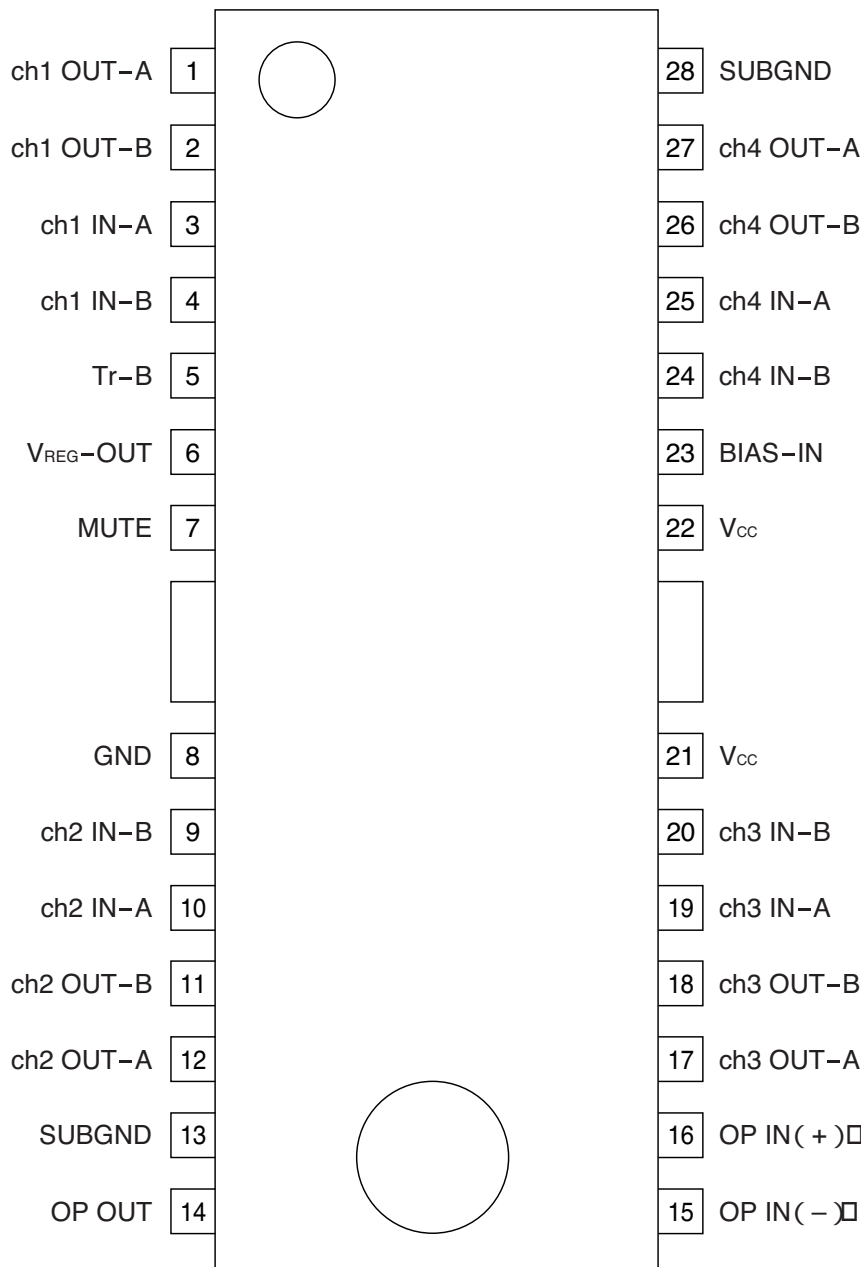 ch1 OUT−A 1 28 SUBGND
ch1 OUT−B 2 27 ch4 OUT−A
ch1 IN−A 3 26 ch4 OUT−B
ch1 IN−B 4 25 ch4 IN−A
Tr−B 5 24 ch4 IN−B
VREG−OUT 6 23 BIAS−IN
MUTE 7 22 VCC
GND 8 21 VCC
ch2 IN−B 9 20 ch3 IN−B
ch2 IN−A 10 19 ch3 IN−A
ch2 OUT−B 11 18 ch3 OUT−B
ch2 OUT−A 12 17 ch3 OUT−A
SUBGND 13 16 OP IN( + )
OP OUT 14 15 OP IN( − )